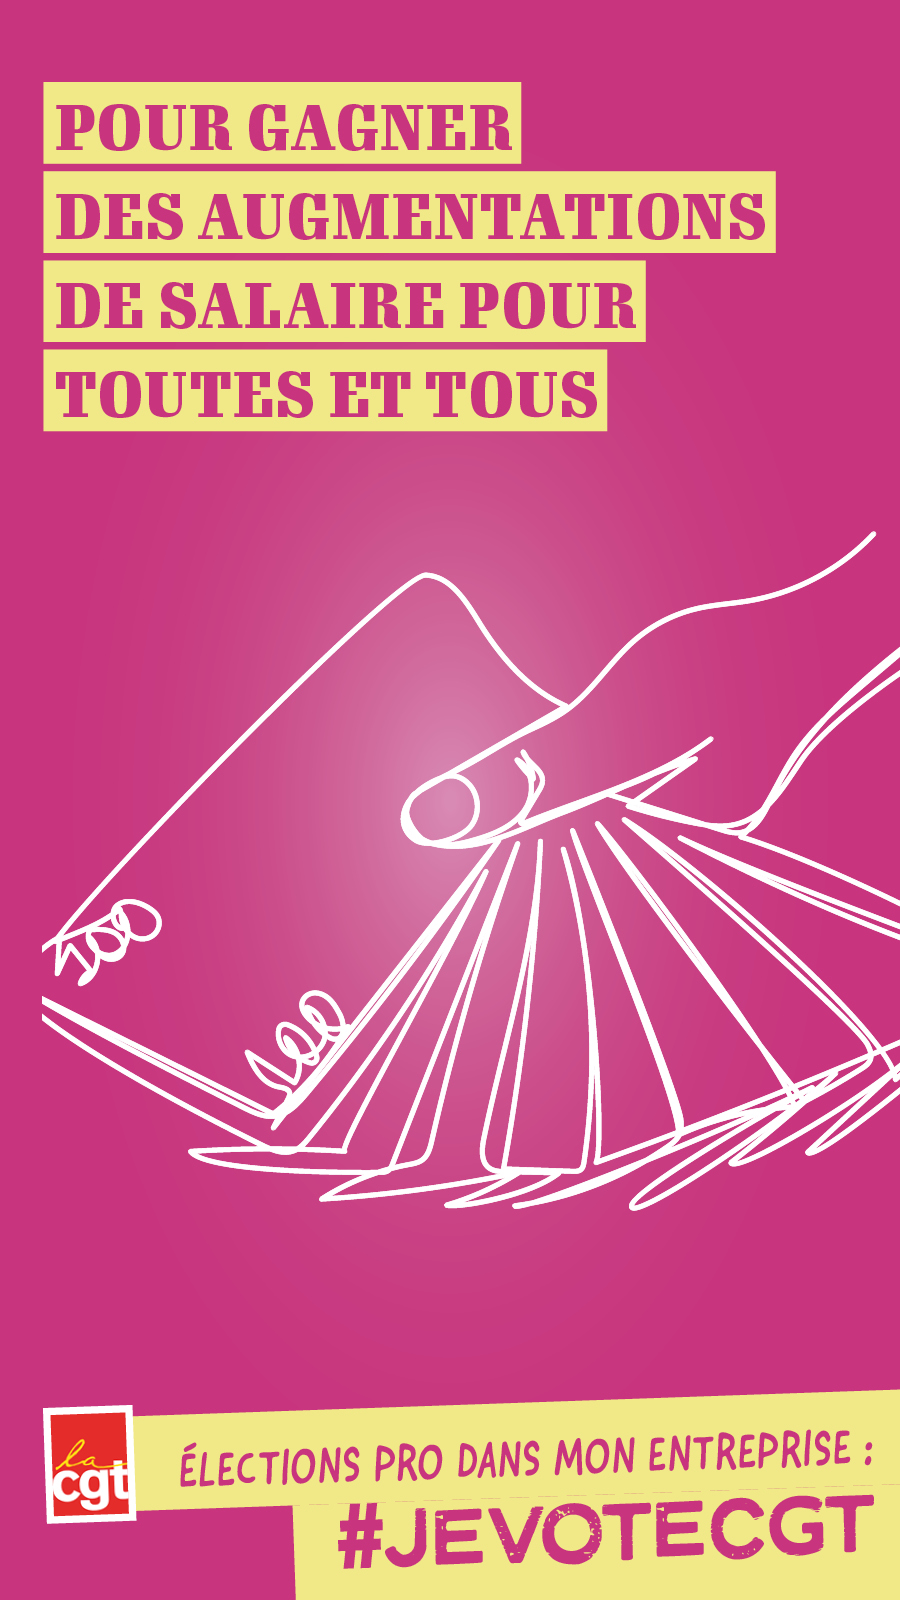 POUR GAGNER
DES AUGMENTATIONS
DE SALAIRE POUR
TOUTES ET TOUS
100
100
la
cgt
ÉLECTIONS PRO DANS MON ENTREPRISE :
#JEVOTECGT